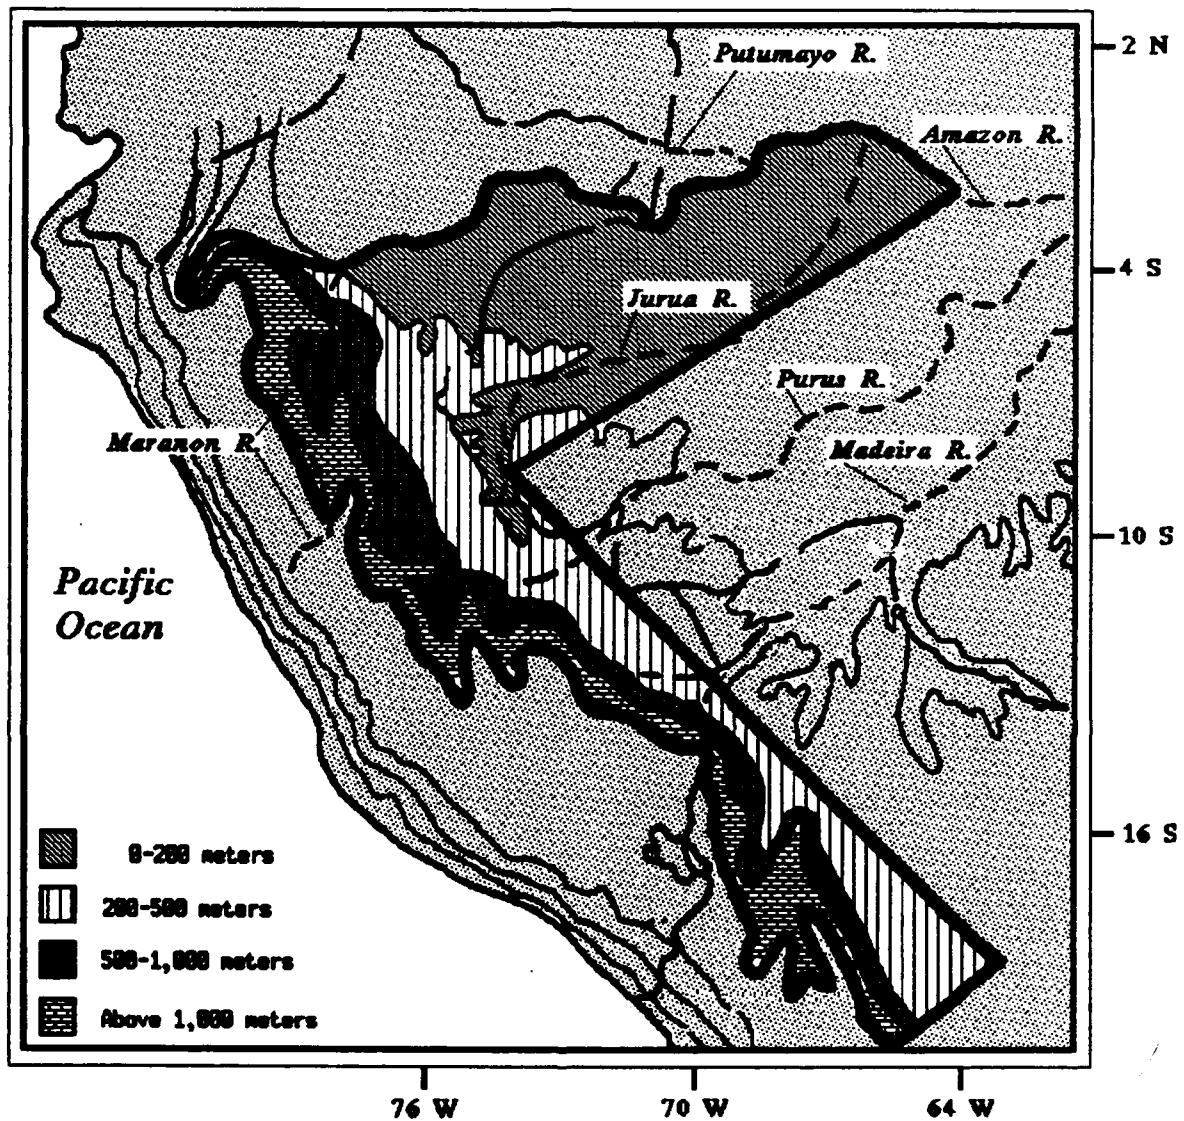 Putumayo R.
2 N
Amazon R.
4 S
Jurua R.
Purus R.
Maranon R.
Madeira R.
10 S
Pacific
Ocean
16 S
0-200 meters
200-500 meters
500-1,000 meters
Above 1,000 meters
76 W
70 W
64 W